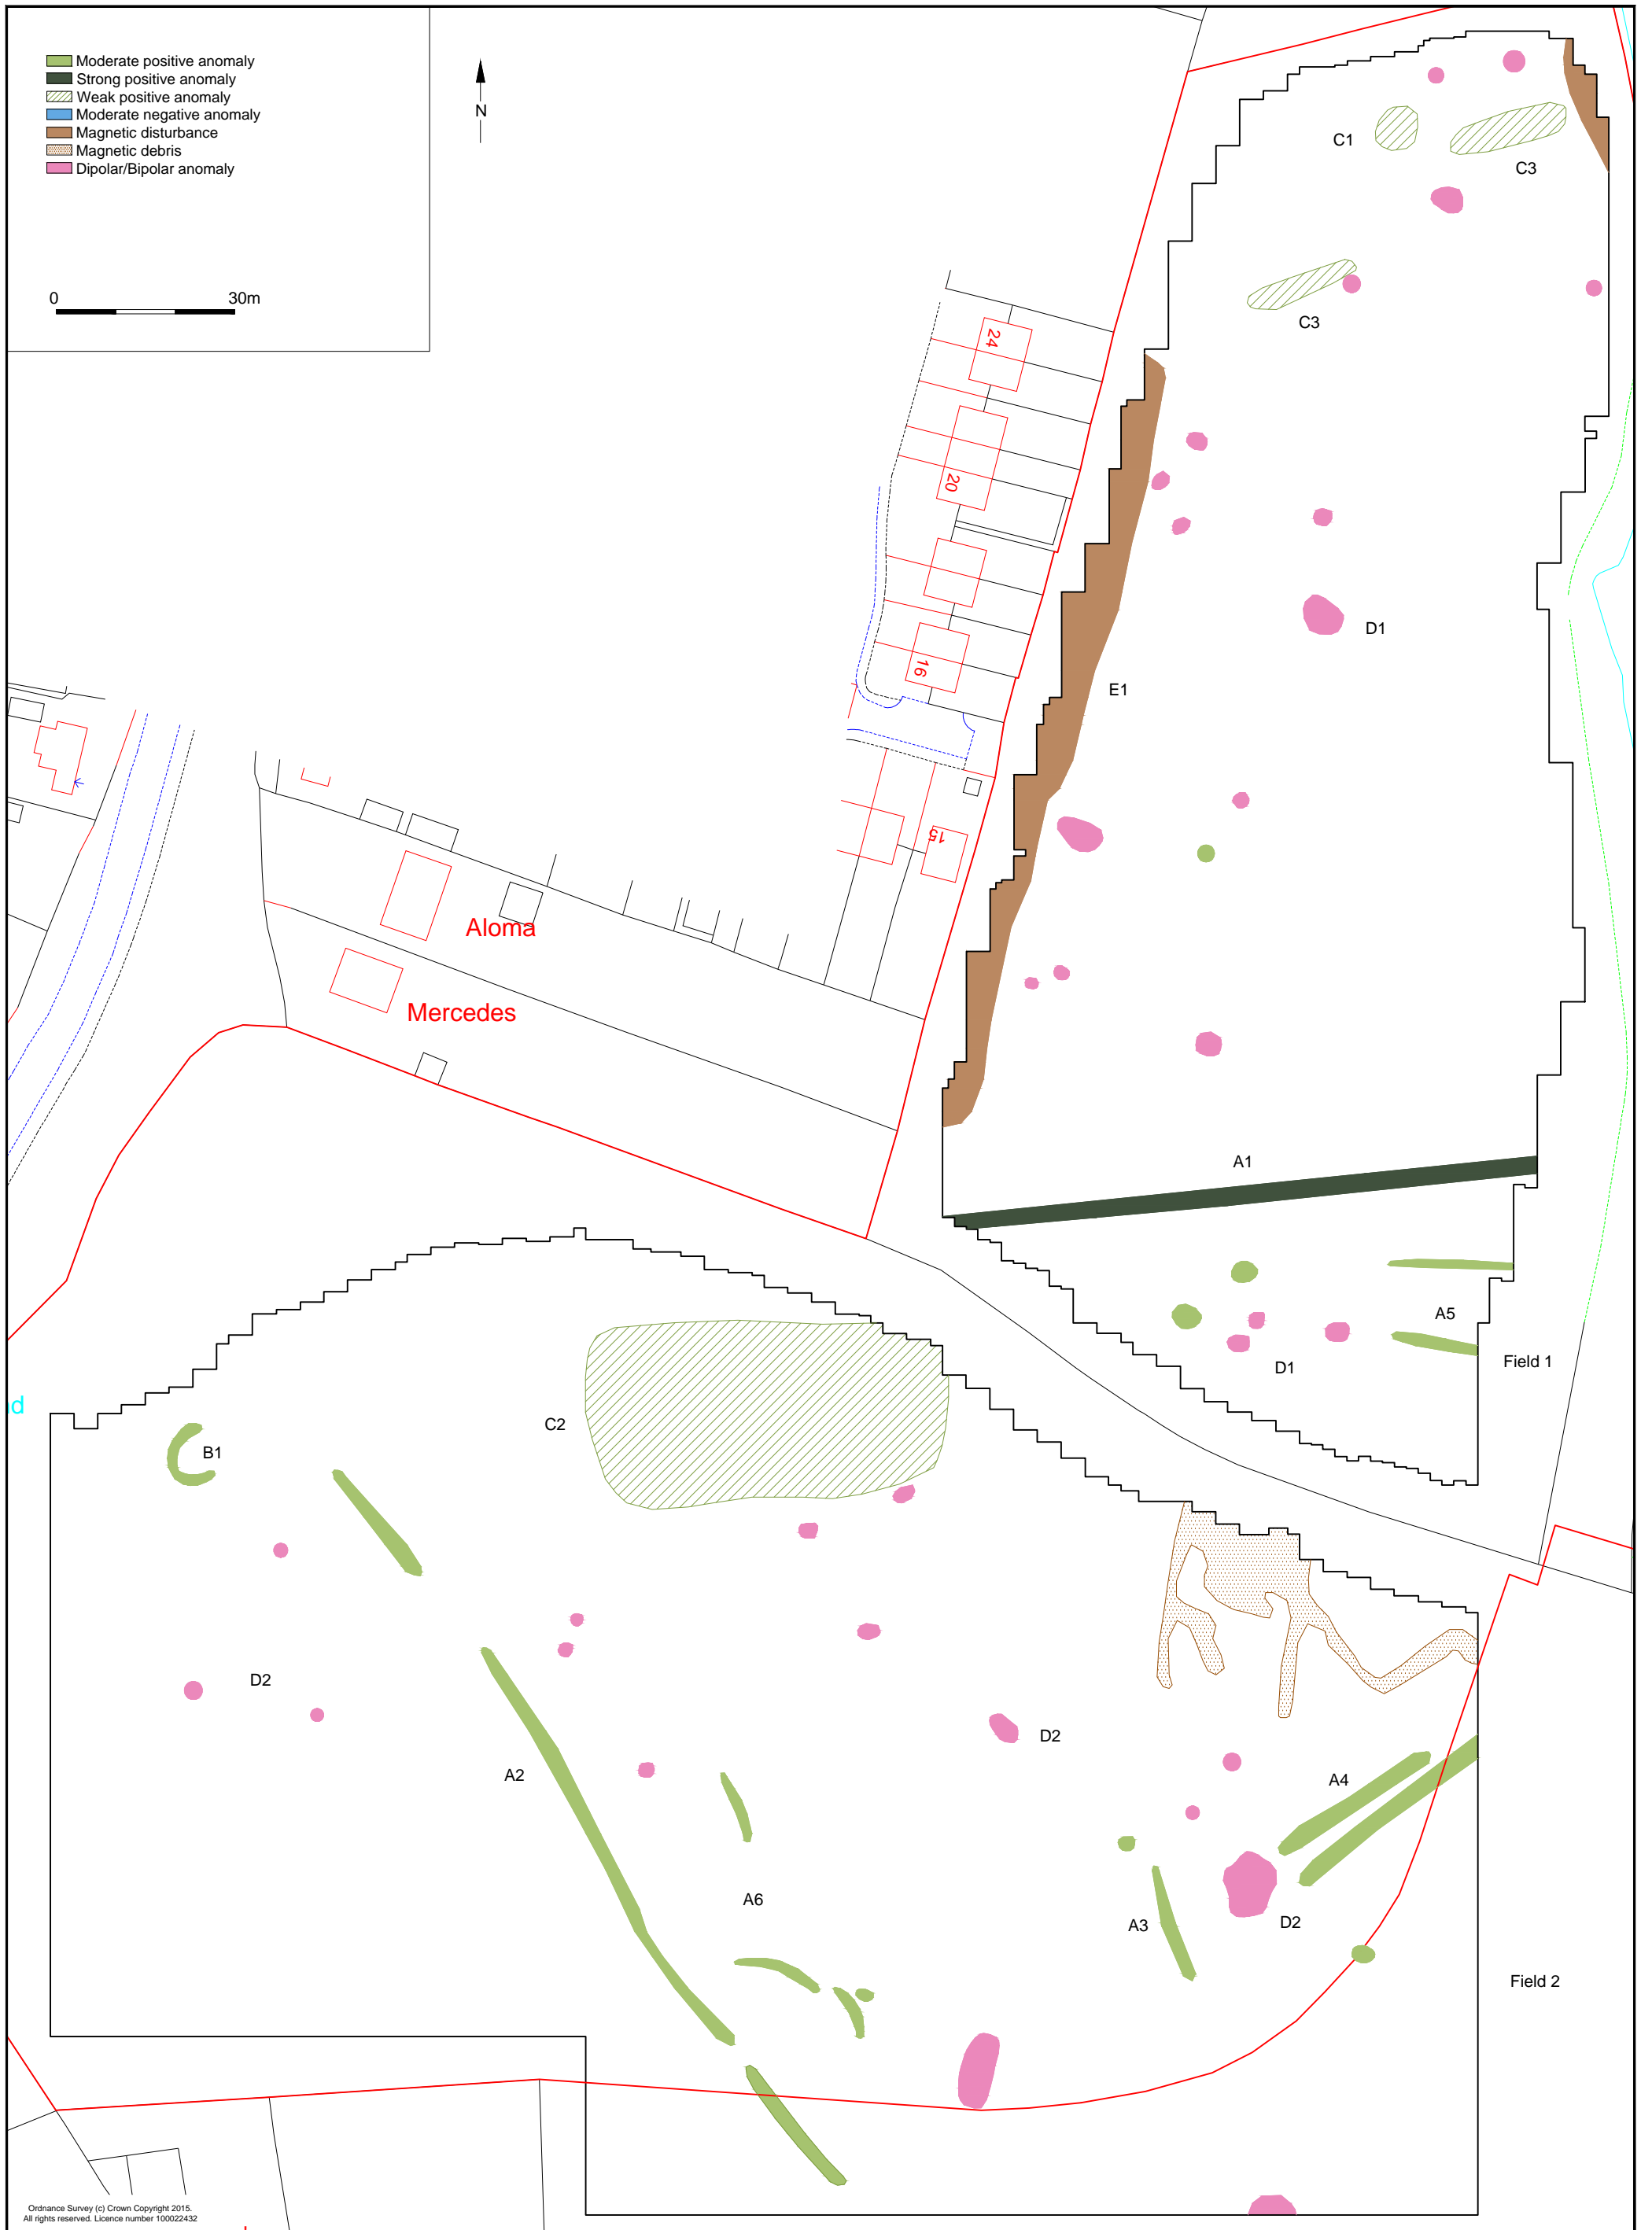 Moderate positive anomaly
Strong positive anomaly
Weak positive anomaly
Moderate negative anomaly
Magnetic disturbance
Magnetic debris
Dipolar/Bipolar anomaly
N
0 30m
C1
C3
C3
24
20
16
15
D1
E1
Aloma
Mercedes
A1
A5
Field 1
D1
d
C2
B1
D2
D2
A2
A4
A6
A3
D2
Field 2
Ordnance Survey (c) Crown Copyright 2015.
All rights reserved. Licence number 100022432